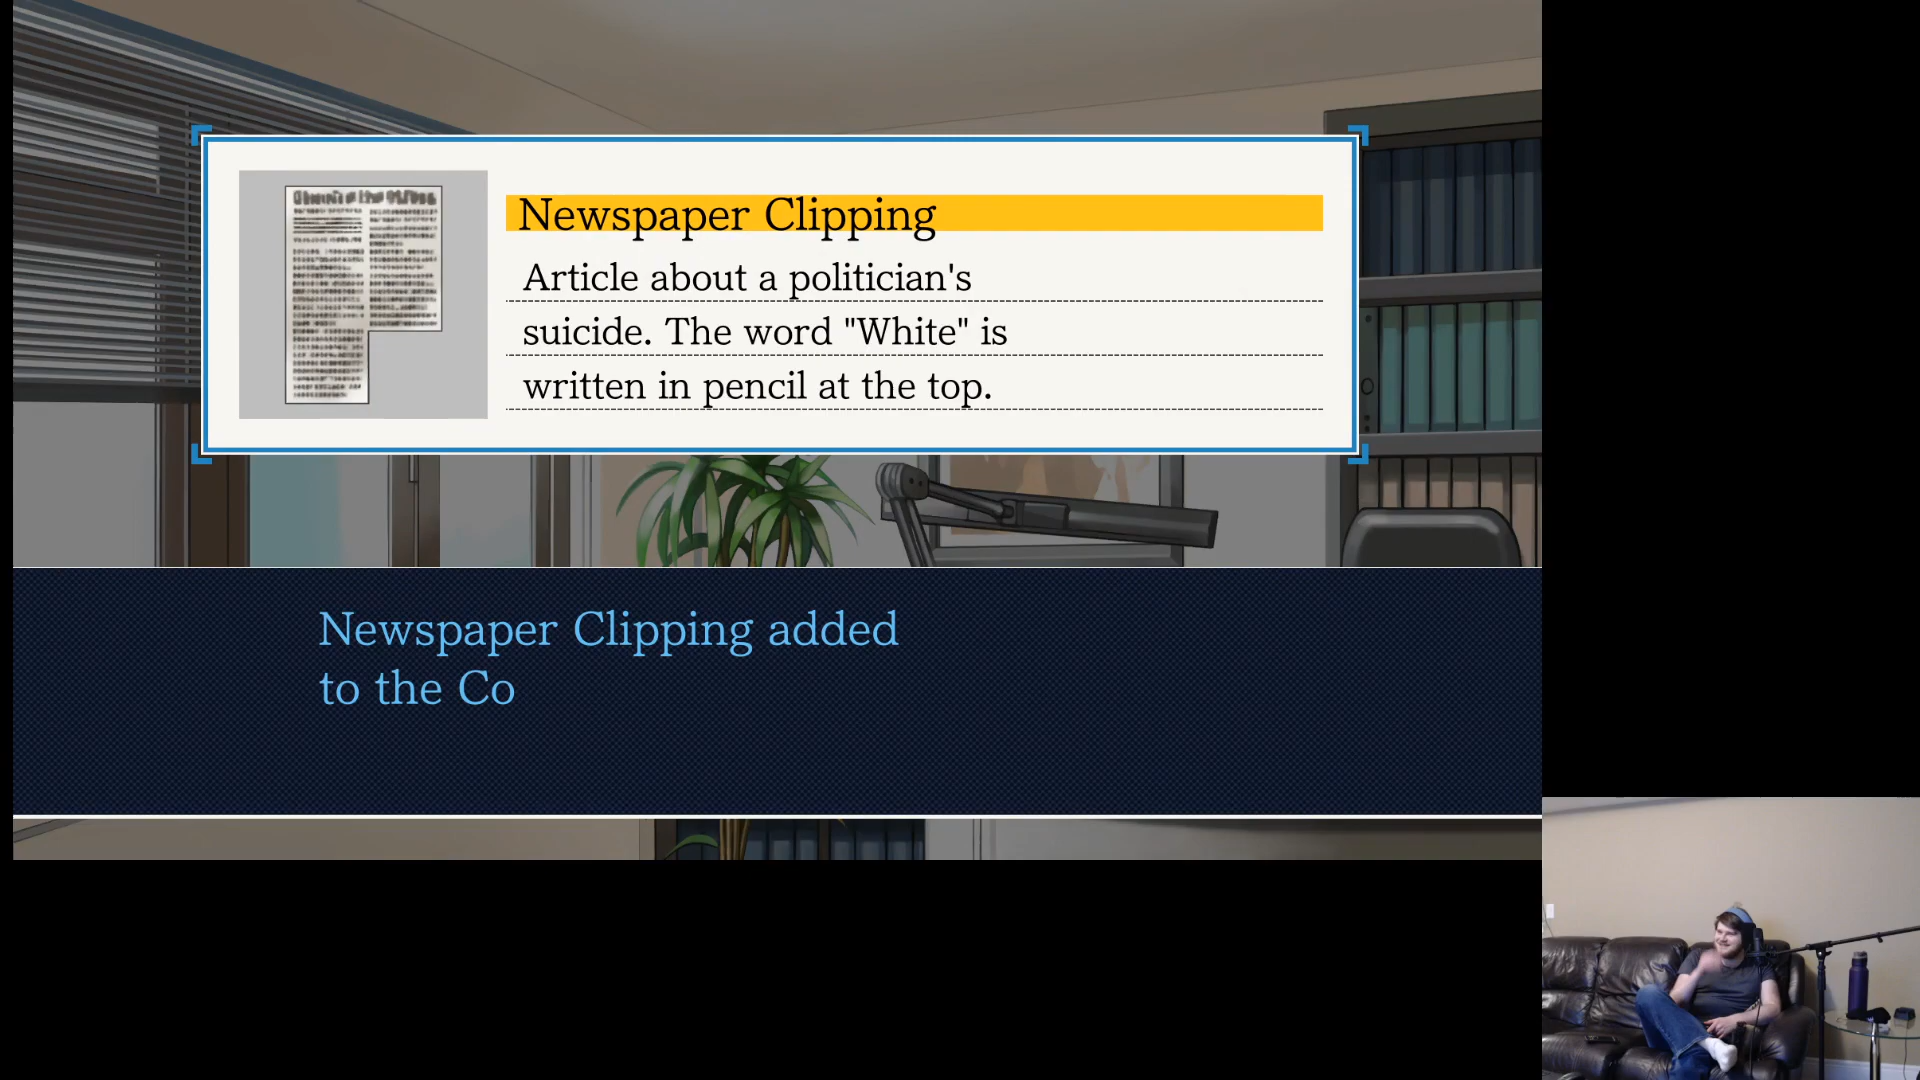 Newspaper Clipping
Article about a politician's
suicide. The word "White" is
written in pencil at the top.
Newspaper Clipping added
to the Co